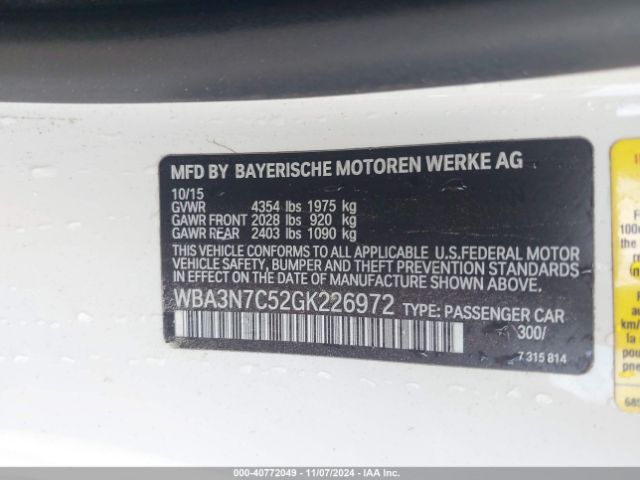 MFD BY BAYERISCHE MOTOREN WERKE AG
10/15
GVWR 4354 lbs 1975 kg
GAWR FRONT 2028 lbs 920 kg
GAWR REAR 2403 lbs 1090 kg
THIS VEHICLE CONFORMS TO ALL APPLICABLE U.S.FEDERAL MOTOR
VEHICLE SAFETY, BUMPER AND THEFT PREVENTION STANDARDS
IN EFFECT ON DATE OF MANUFACTURE SHOWN ABOVE.
WBA3N7C52GK226972 TYPE: PASSENGER CAR
300/
7 315 814
000-40772049 - 11/07/2024 - IAA Inc.